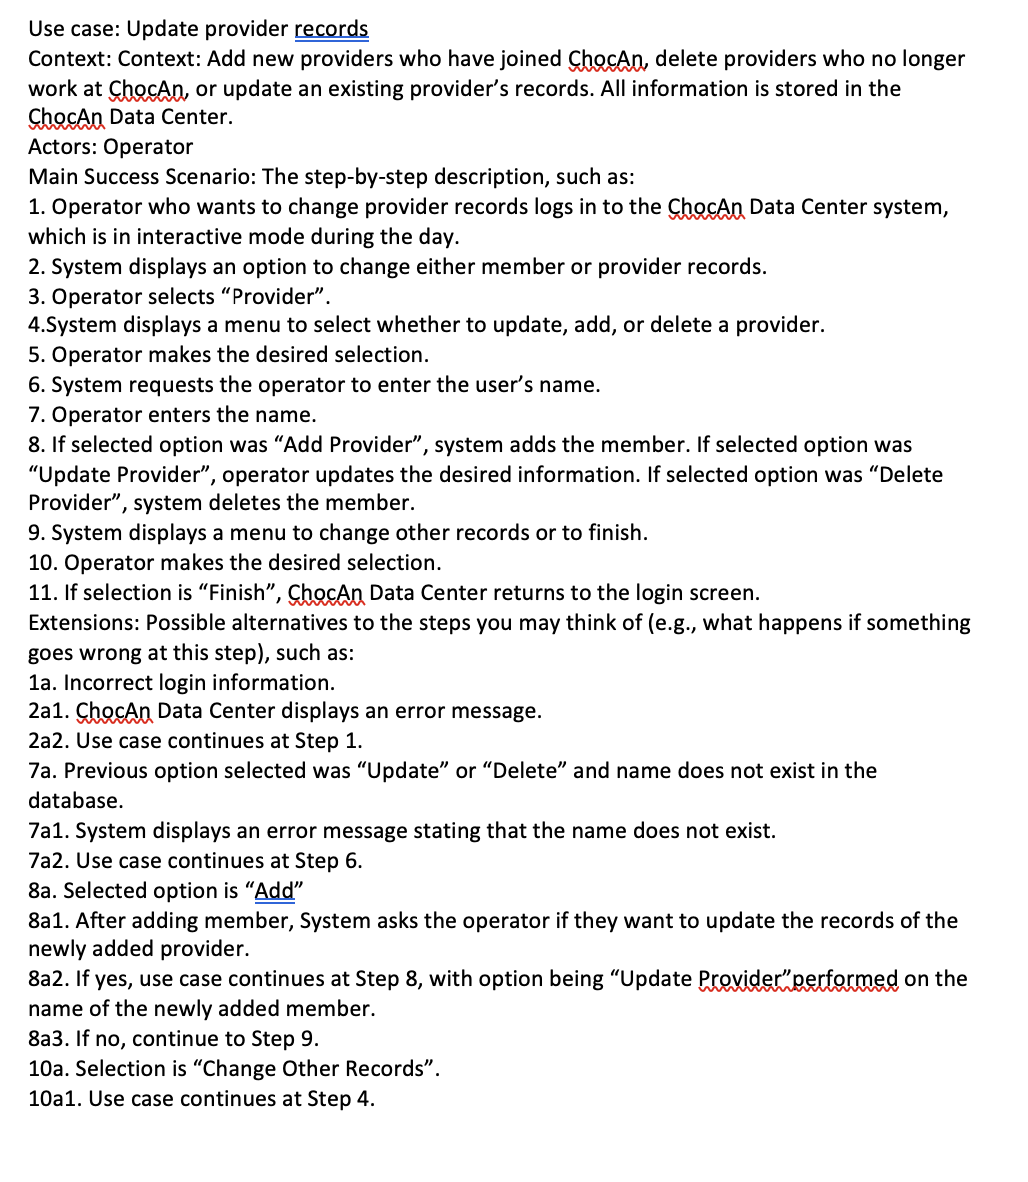 Use case: Update provider records
Context: Context: Add new providers who have joined ChocAn, delete providers who no longer
work at ChocAn, or update an existing provider’s records. All information is stored in the
ChocAn Data Center.
Actors: Operator
Main Success Scenario: The step-by-step description, such as:
1. Operator who wants to change provider records logs in to the ChocAn Data Center system,
which is in interactive mode during the day.
2. System displays an option to change either member or provider records.
3. Operator selects “Provider”.
4.System displays a menu to select whether to update, add, or delete a provider.
5. Operator makes the desired selection.
6. System requests the operator to enter the user’s name.
7. Operator enters the name.
8. If selected option was “Add Provider”, system adds the member. If selected option was
“Update Provider”, operator updates the desired information. If selected option was “Delete
Provider”, system deletes the member.
9. System displays a menu to change other records or to finish.
10. Operator makes the desired selection.
11. If selection is “Finish”, ChocAn Data Center returns to the login screen.
Extensions: Possible alternatives to the steps you may think of (e.g., what happens if something
goes wrong at this step), such as:
1a. Incorrect login information.
2a1. ChocAn Data Center displays an error message.
2a2. Use case continues at Step 1.
7a. Previous option selected was “Update” or “Delete” and name does not exist in the
database.
7a1. System displays an error message stating that the name does not exist.
7a2. Use case continues at Step 6.
8a. Selected option is “Add”
8a1. After adding member, System asks the operator if they want to update the records of the
newly added provider.
8a2. If yes, use case continues at Step 8, with option being “Update Provider”performed on the
name of the newly added member.
8a3. If no, continue to Step 9.
10a. Selection is “Change Other Records”.
10a1. Use case continues at Step 4.